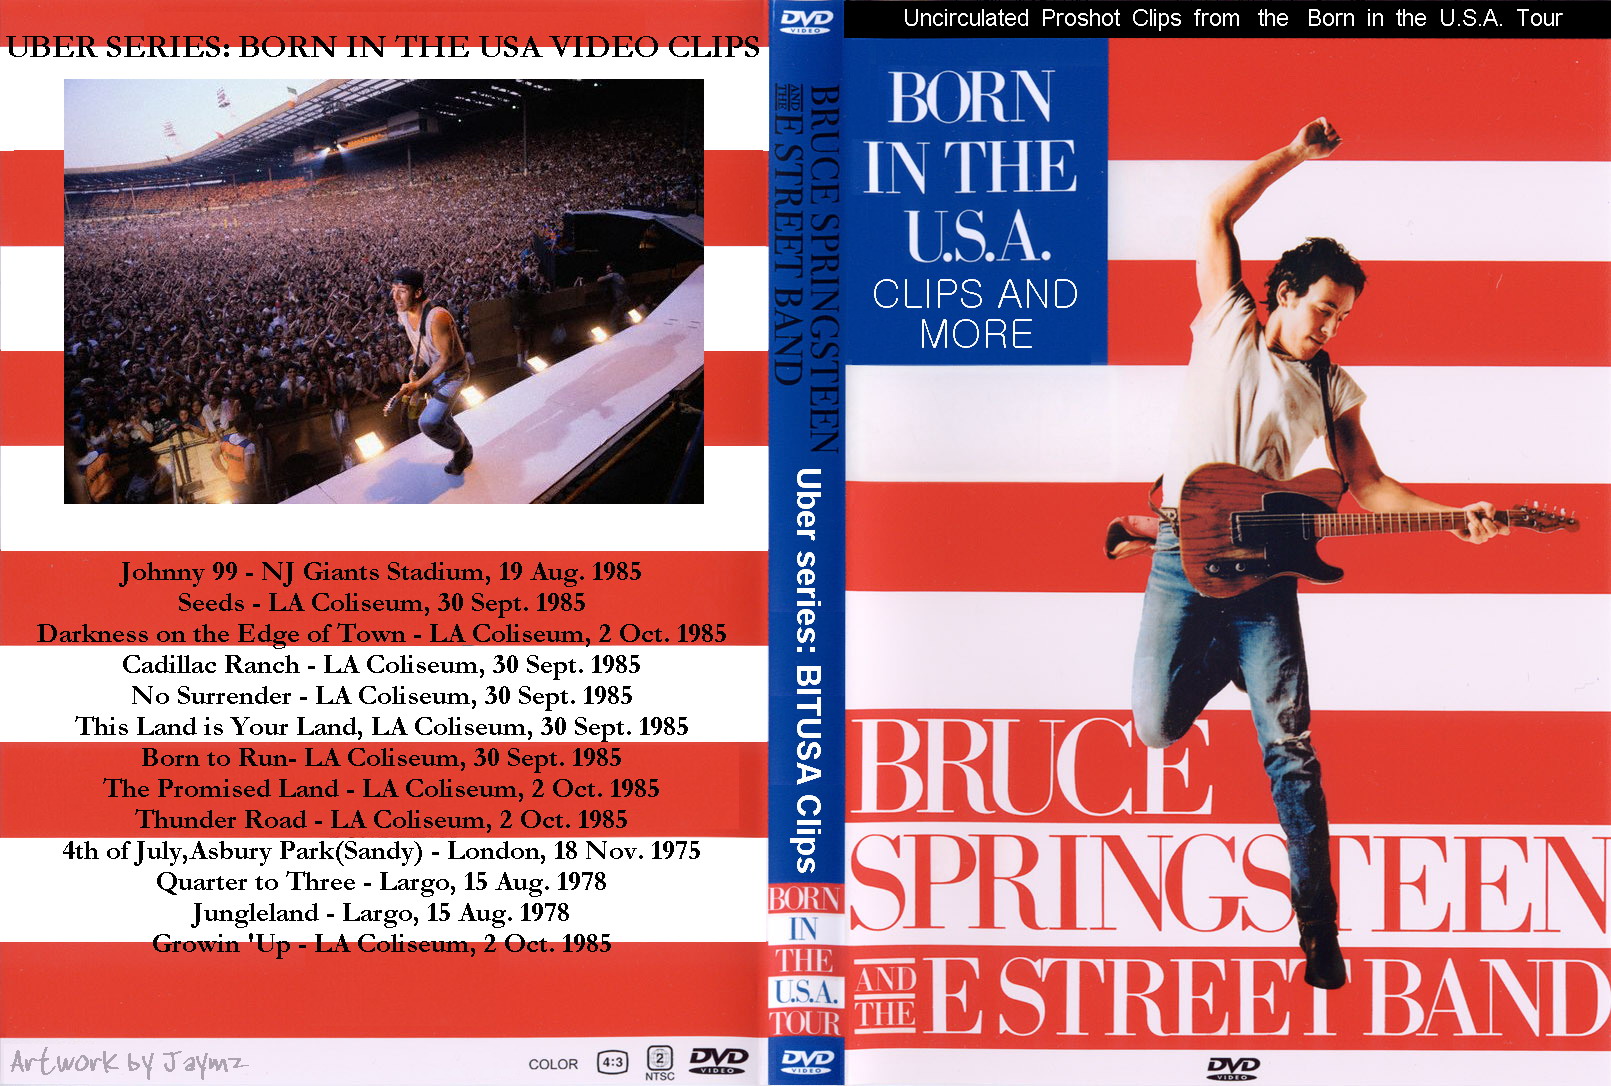 UBER SERIES: BORN IN THE USA VIDEO CLIPS
Johnny 99 - NJ Giants Stadium, 19 Aug. 1985
Seeds - LA Coliseum, 30 Sept. 1985
Darkness on the Edge of Town - LA Coliseum, 2 Oct. 1985
Cadillac Ranch - LA Coliseum, 30 Sept. 1985
No Surrender - LA Coliseum, 30 Sept. 1985
This Land is Your Land, LA Coliseum, 30 Sept. 1985
Born to Run- LA Coliseum, 30 Sept. 1985
The Promised Land - LA Coliseum, 2 Oct. 1985
Thunder Road - LA Coliseum, 2 Oct. 1985
4th of July,Asbury Park(Sandy) - London, 18 Nov. 1975
Quarter to Three - Largo, 15 Aug. 1978
Jungleland - Largo, 15 Aug. 1978
Growin 'Up - LA Coliseum, 2 Oct. 1985
Artwork by Jaymz
COLOR 4:3 2 NTSC DVD VIDEO
DVD VIDEO
BRUCE SPRINGSTEEN
AND THE E STREET BAND
Uber series: BITUSA Clips
BORN
IN
THE
U.S.A.
TOUR
DVD VIDEO
Uncirculated Proshot Clips from the Born in the U.S.A. Tour
BORN
IN THE
U.S.A.
CLIPS AND
MORE
BRUCE
SPRINGSTEEN
AND THE E STREET BAND
DVD VIDEO